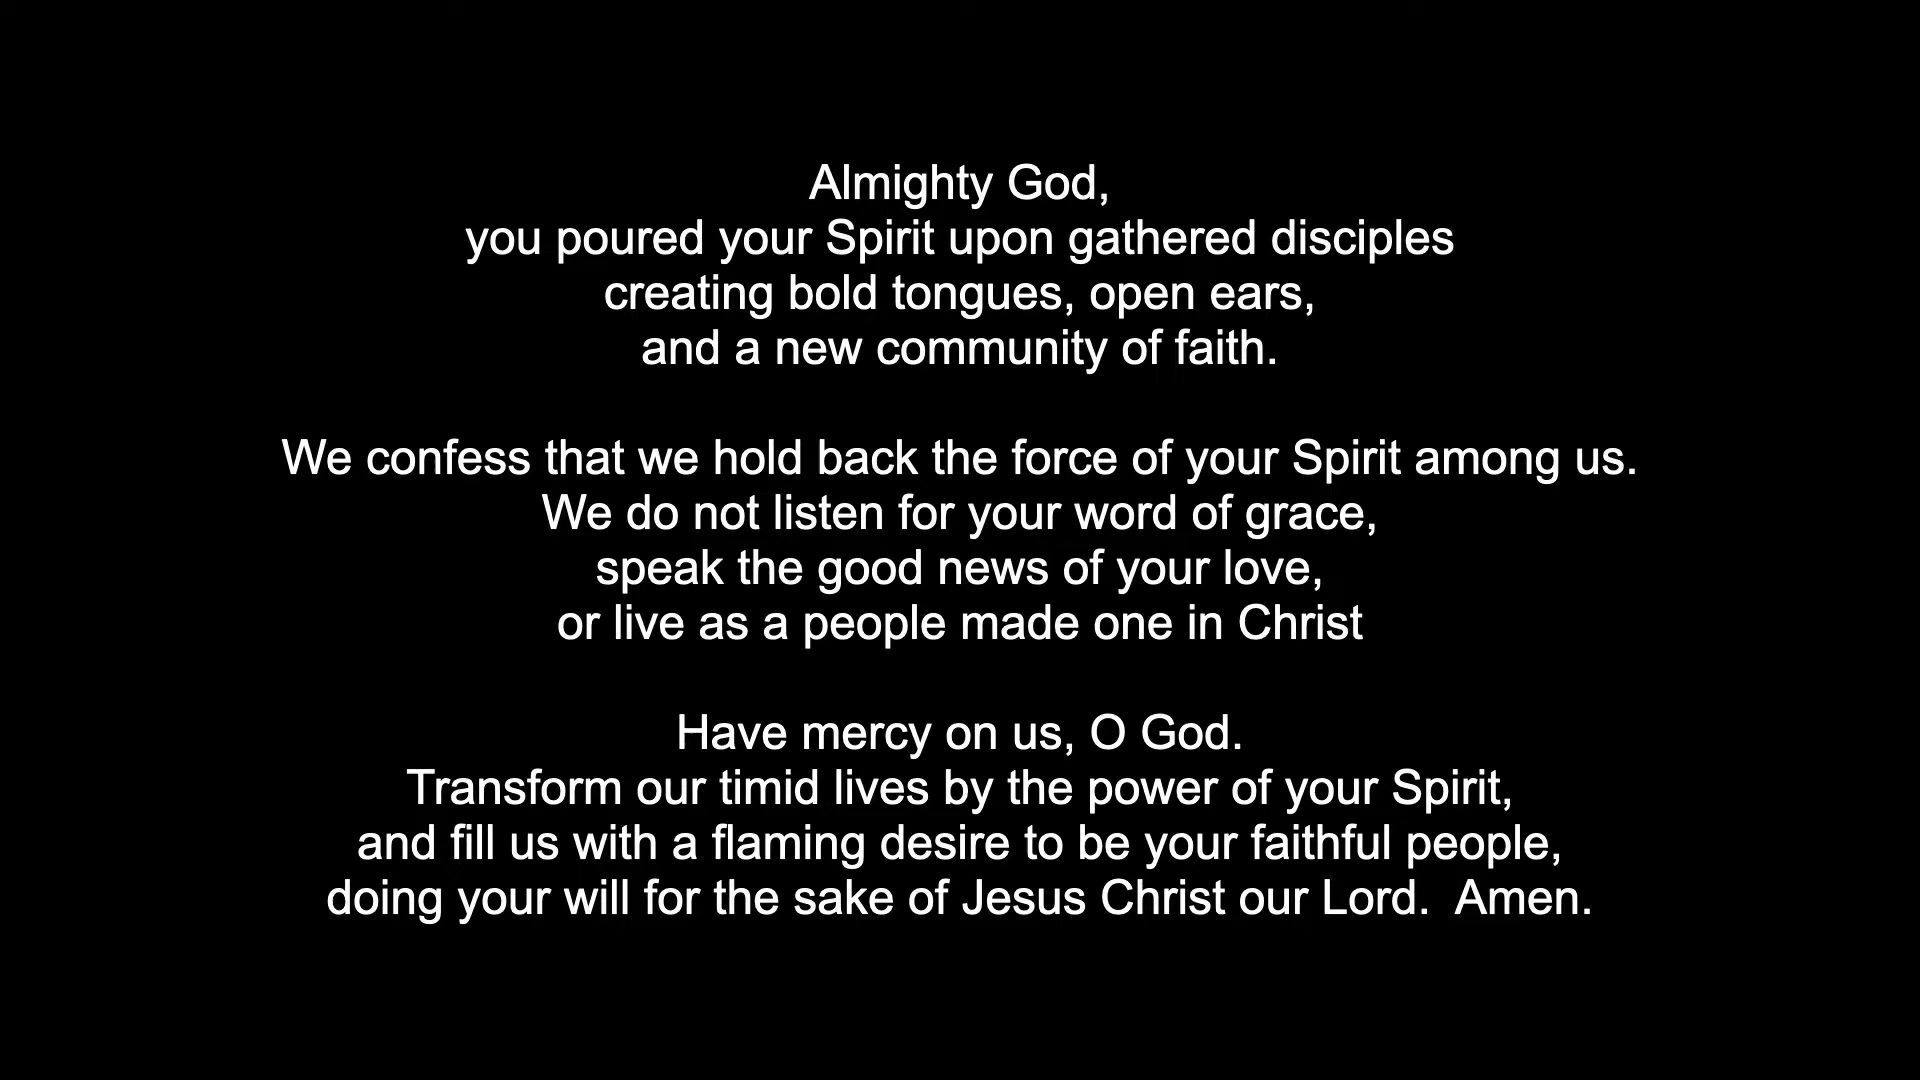 Almighty God,
you poured your Spirit upon gathered disciples
creating bold tongues, open ears,
and a new community of faith.
We confess that we hold back the force of your Spirit among us.
We do not listen for your word of grace,
speak the good news of your love,
or live as a people made one in Christ
Have mercy on us, O God.
Transform our timid lives by the power of your Spirit,
and fill us with a flaming desire to be your faithful people,
doing your will for the sake of Jesus Christ our Lord.  Amen.